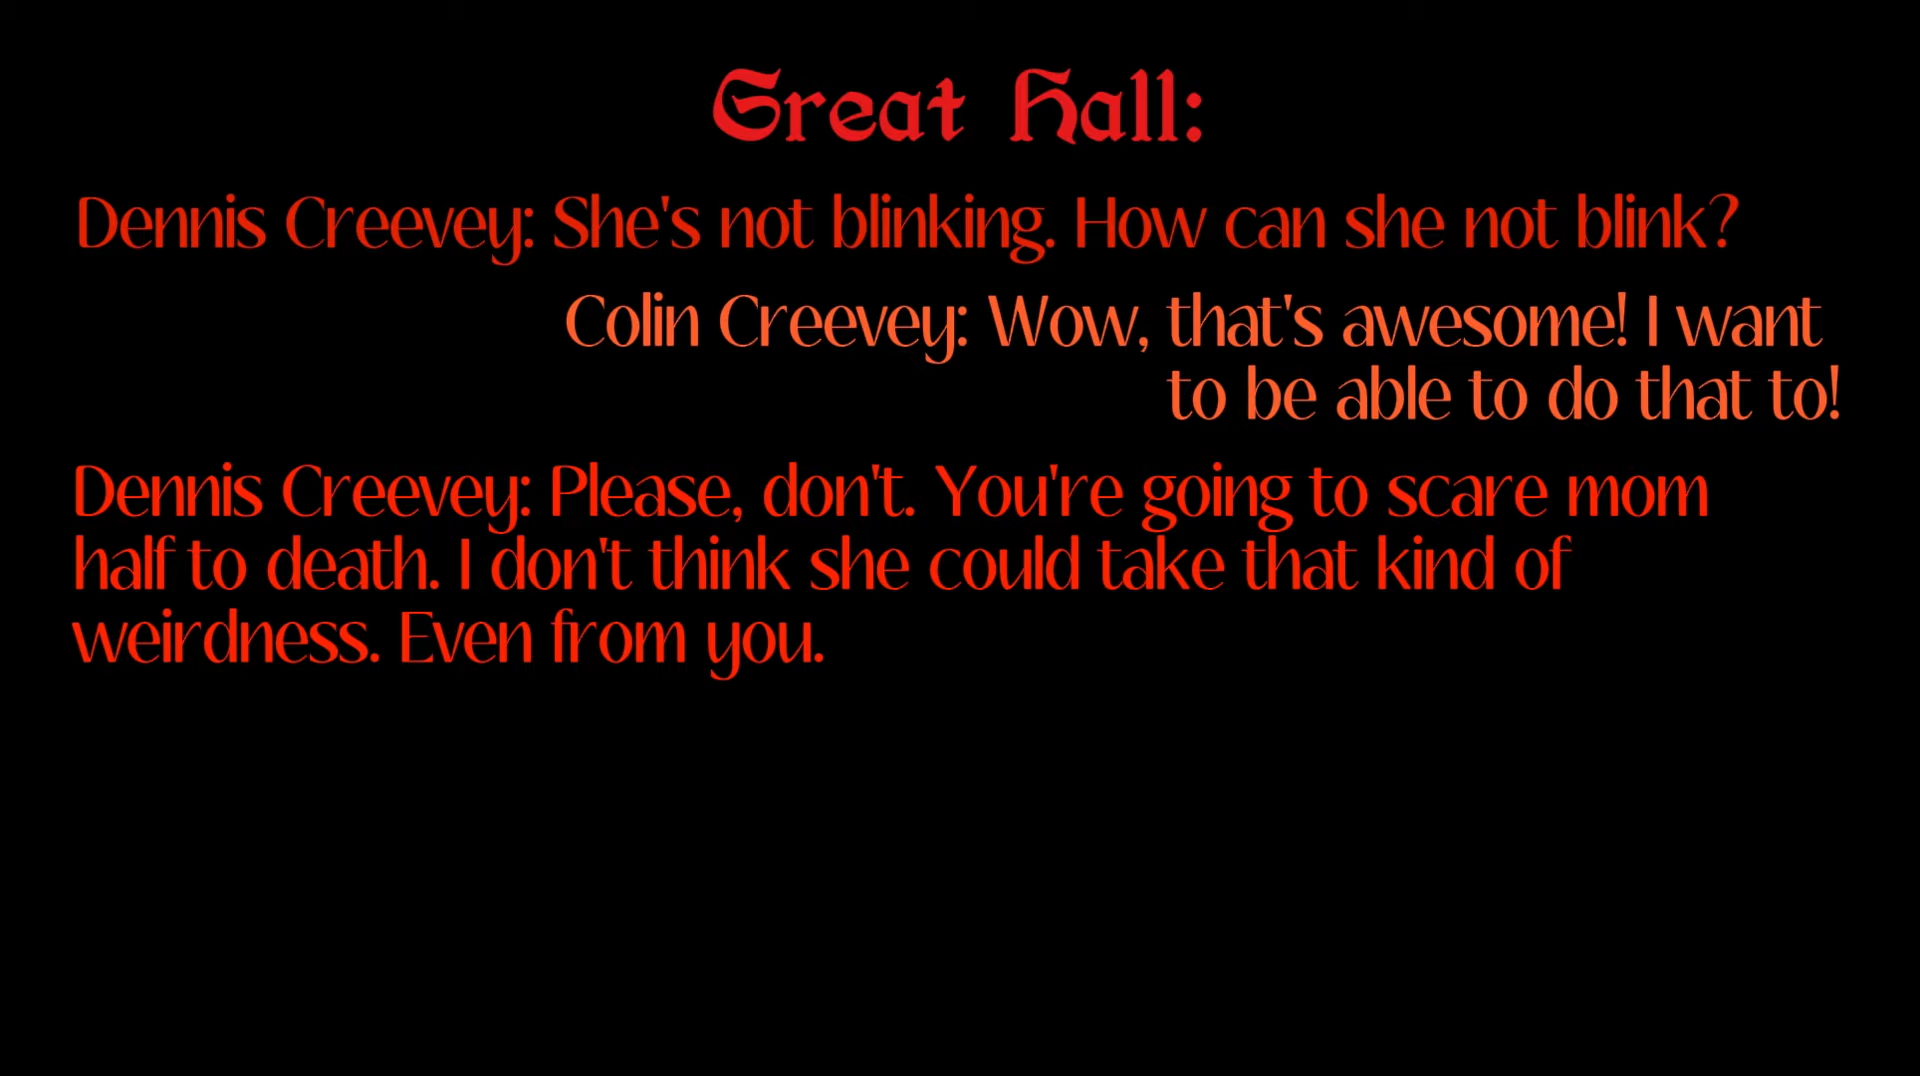 Great Hall:
Dennis Creevey: She's not blinking. How can she not blink?
Colin Creevey: Wow, that's awesome! I want
to be able to do that to!
Dennis Creevey: Please, don't. You're going to scare mom
half to death. I don't think she could take that kind of
weirdness. Even from you.